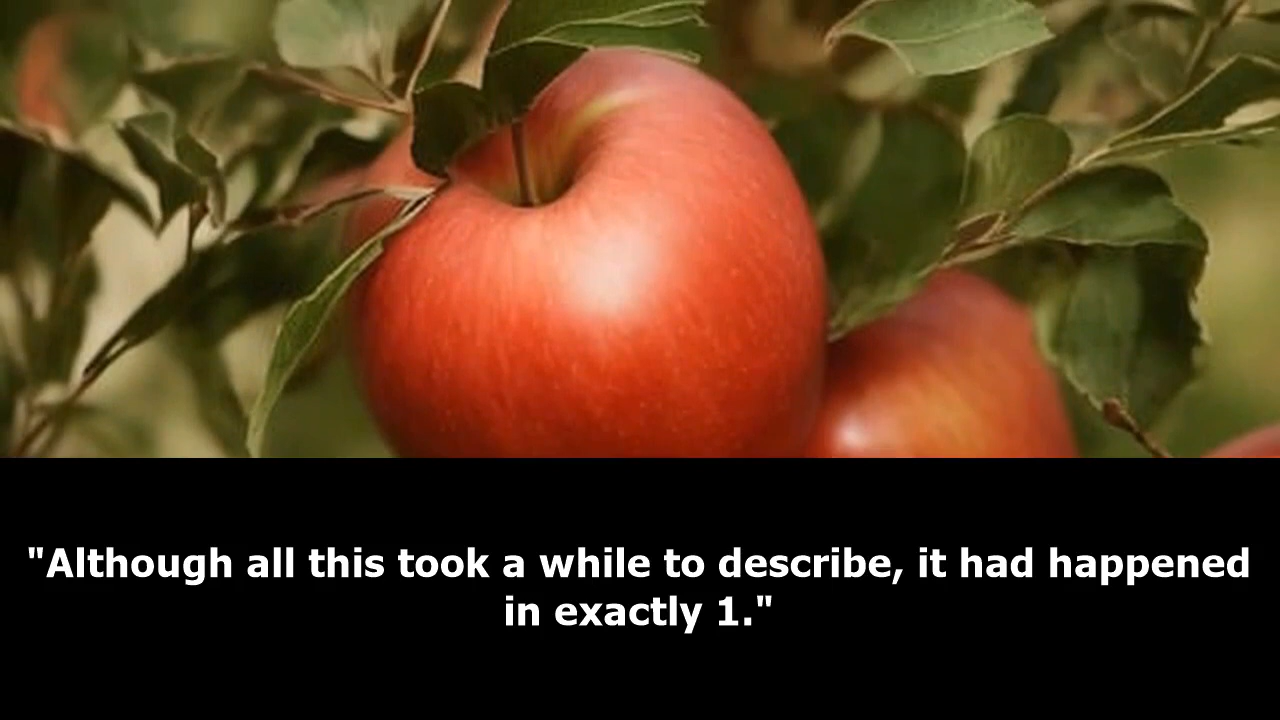 "Although all this took a while to describe, it had happened
in exactly 1."